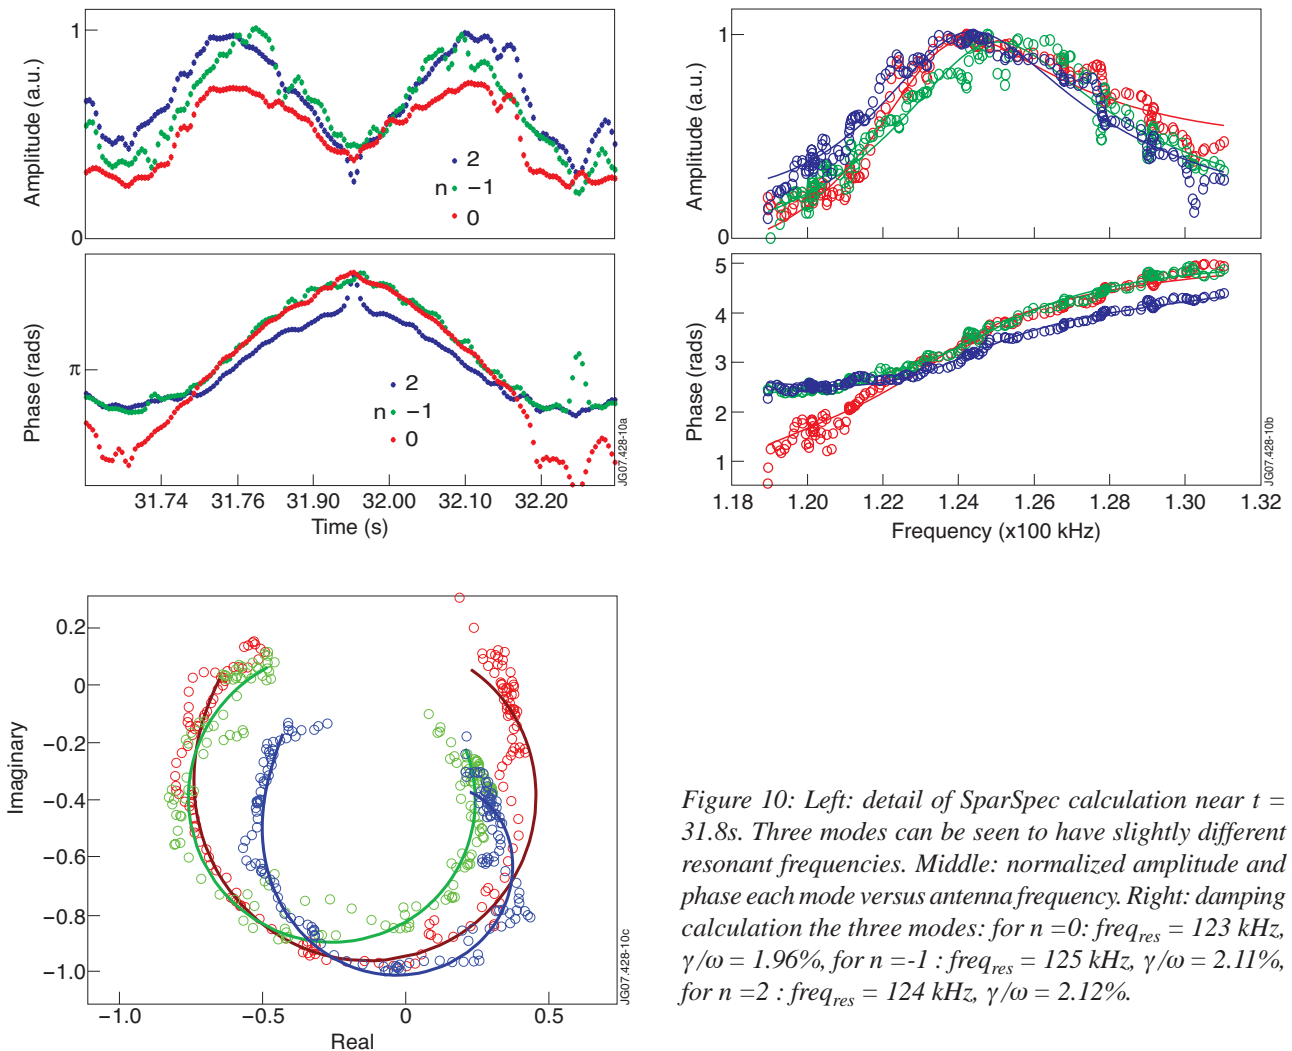 1
Amplitude (a.u.)
0
2
n -1
0
π
Phase (rads)
2
n -1
0
31.74 31.76 31.90 32.00 32.10 32.20
Time (s)
JG07.428-10a
1
Amplitude (a.u.)
0
5
4
3
2
1
Phase (rads)
1.18 1.20 1.22 1.24 1.26 1.28 1.30 1.32
Frequency (x100 kHz)
JG07.428-10b
0.2
0
−0.2
−0.4
−0.6
−0.8
−1.0
Imaginary
−1.0 −0.5 0 0.5
Real
JG07.428-10c
Figure 10: Left: detail of SparSpec calculation near t =
31.8s. Three modes can be seen to have slightly different
resonant frequencies. Middle: normalized amplitude and
phase each mode versus antenna frequency. Right: damping
calculation the three modes: for n =0: freqres = 123 kHz,
γ/ω = 1.96%, for n =-1 : freqres = 125 kHz, γ/ω = 2.11%,
for n =2 : freqres = 124 kHz, γ/ω = 2.12%.